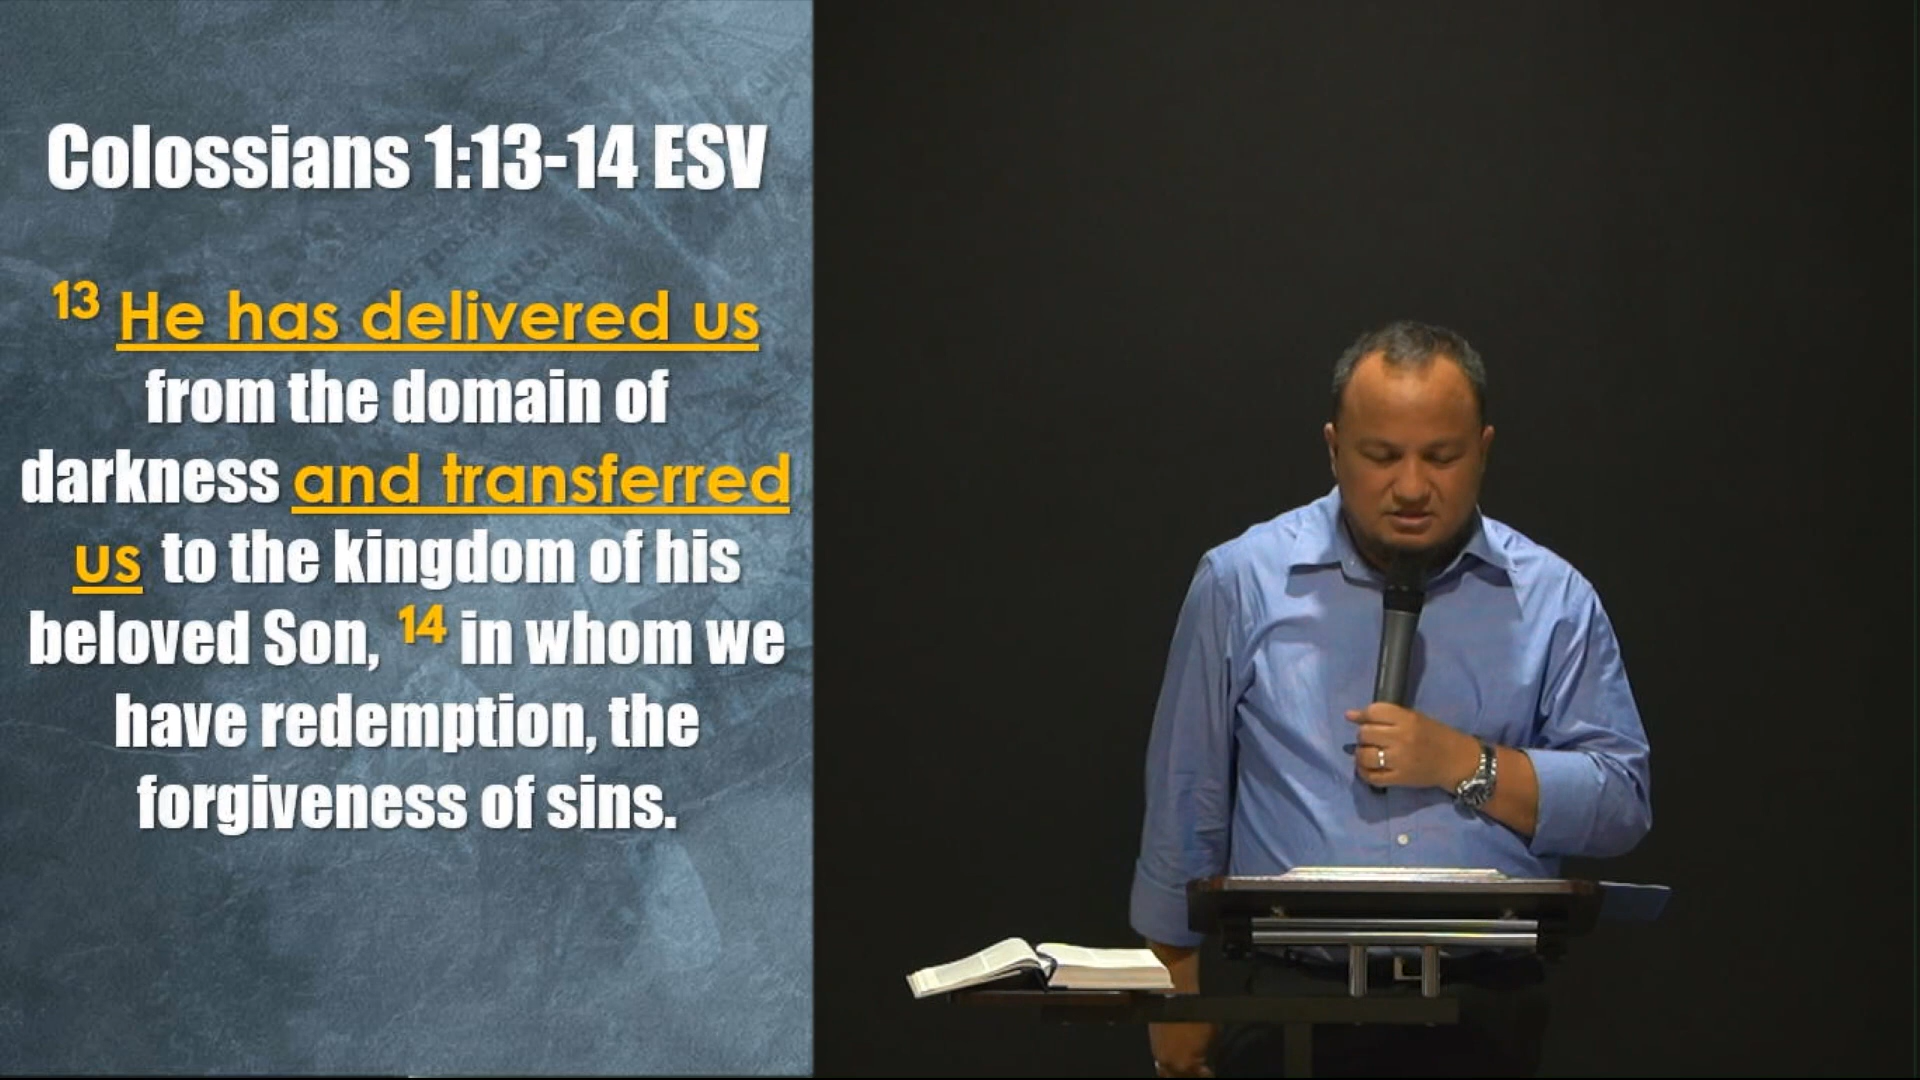 Colossians 1:13-14 ESV
13 He has delivered us
from the domain of
darkness and transferred
us to the kingdom of his
beloved Son, 14 in whom we
have redemption, the
forgiveness of sins.